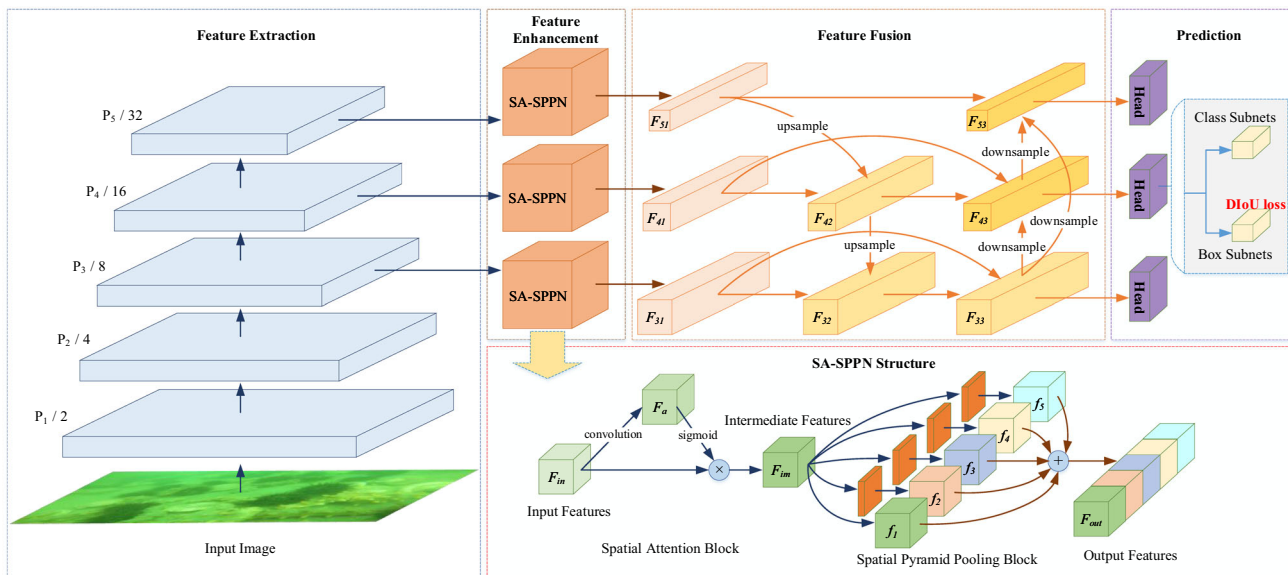 Feature Extraction
P5 / 32
P4 / 16
P3 / 8
P2 / 4
P1 / 2
Input Image
Feature
Enhancement
SA-SPPN
SA-SPPN
SA-SPPN
Feature Fusion
F51
F53
upsample
downsample
F41
F42
F43
upsample
downsample
downsample
F31
F32
F33
Prediction
Head
Head
Head
Class Subnets
DIoU loss
Box Subnets
SA-SPPN Structure
Fa
convolution
sigmoid
Fin
×
Input Features
Spatial Attention Block
Intermediate Features
Fim
f5
f4
f3
f2
f1
+
Spatial Pyramid Pooling Block
Fout
Output Features